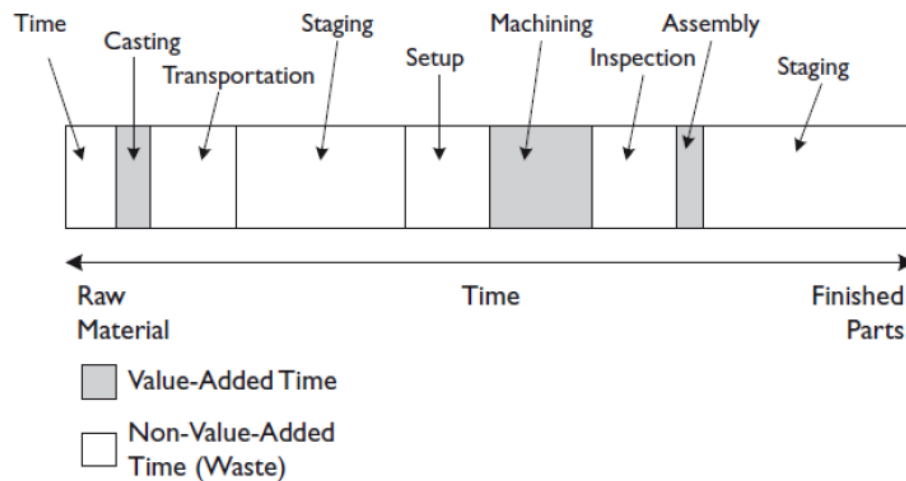 Time
Casting
Transportation
Staging
Setup
Machining
Inspection
Assembly
Staging
Raw
Material
Time
Finished
Parts
Value-Added Time
Non-Value-Added
Time (Waste)